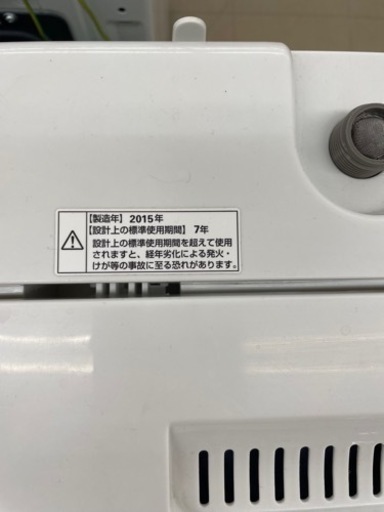 【製造年】2015年
【設計上の標準使用期間】7年
設計上の標準使用期間を超えて使用
されますと、経年劣化による発火・
けが等の事故に至る恐れがあります。